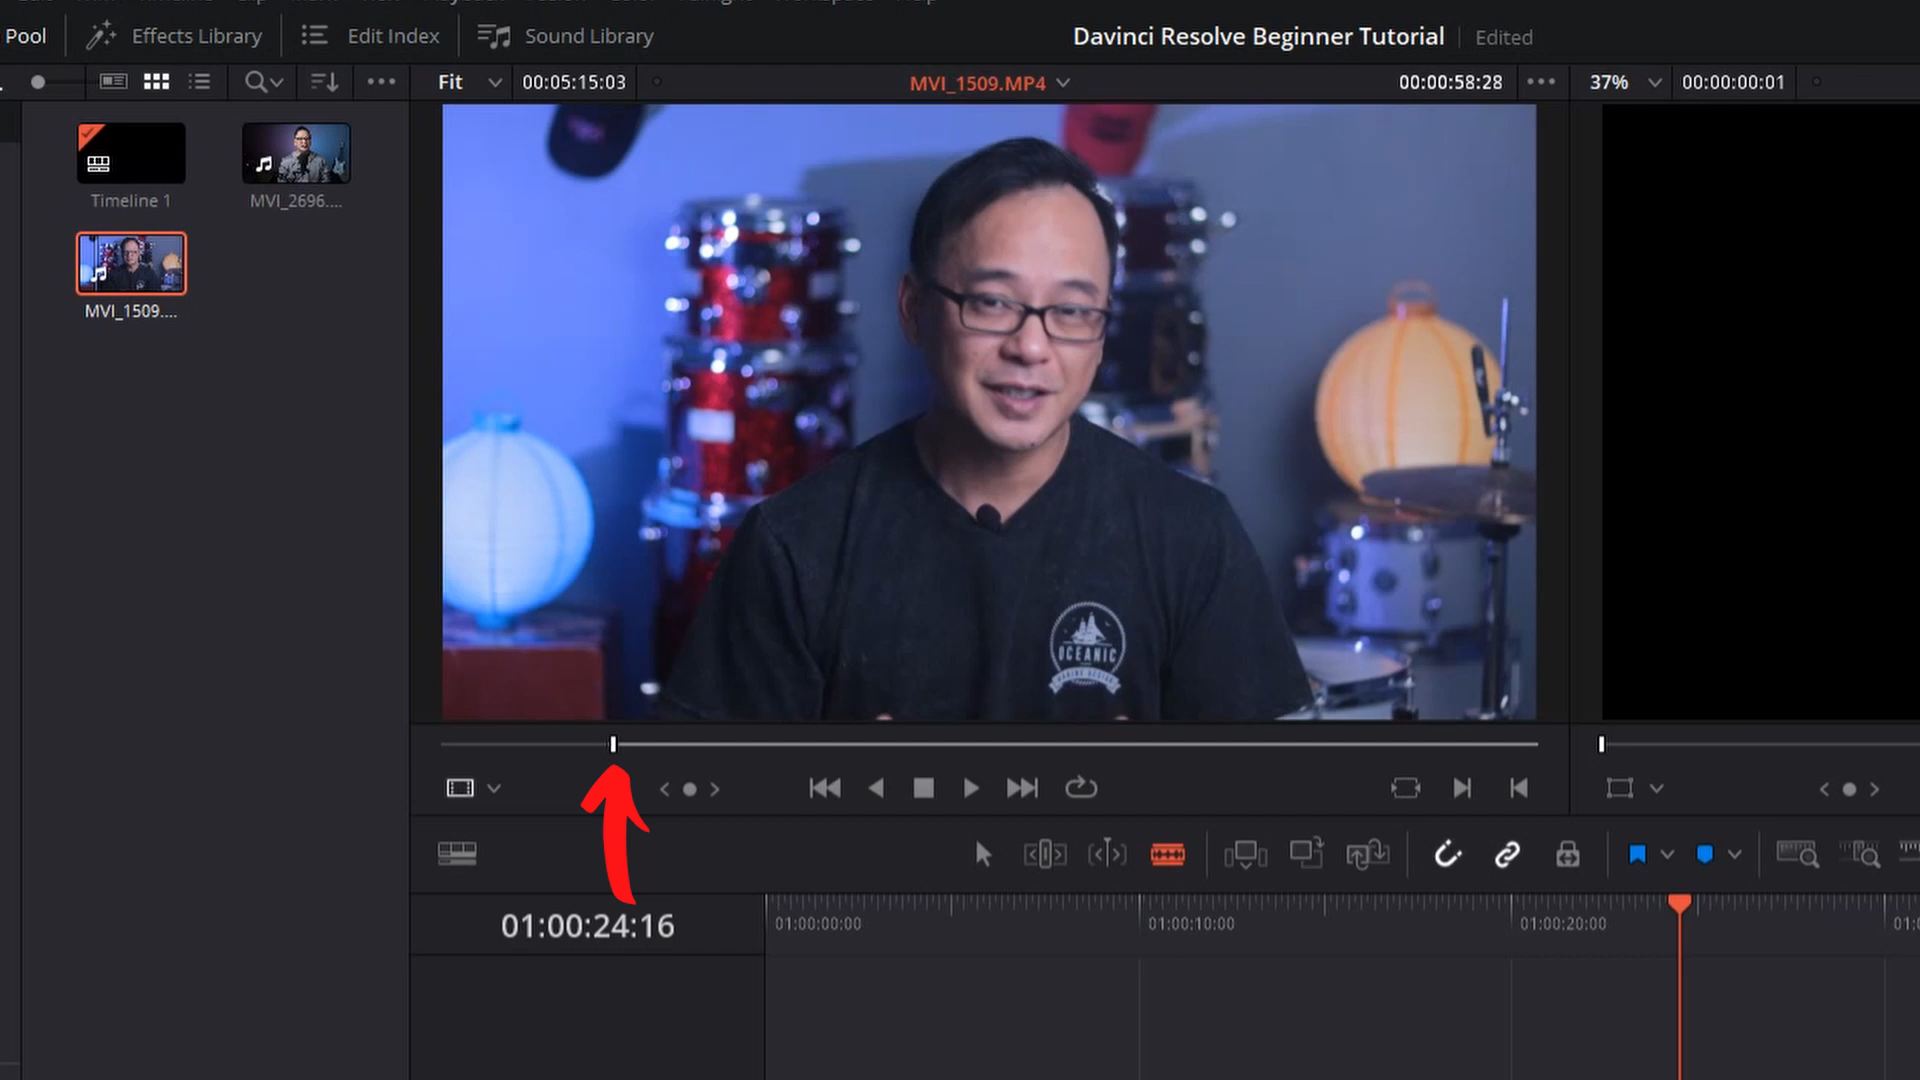 Pool
Effects Library
Edit Index
Sound Library
Davinci Resolve Beginner Tutorial
Edited
Fit
00:05:15:03
MVI_1509.MP4
00:00:58:28
37%
00:00:00:01
Timeline 1
MVI_2696....
MVI_1509....
OCEANIC
01:00:24:16
01:00:00:00
01:00:10:00
01:00:20:00